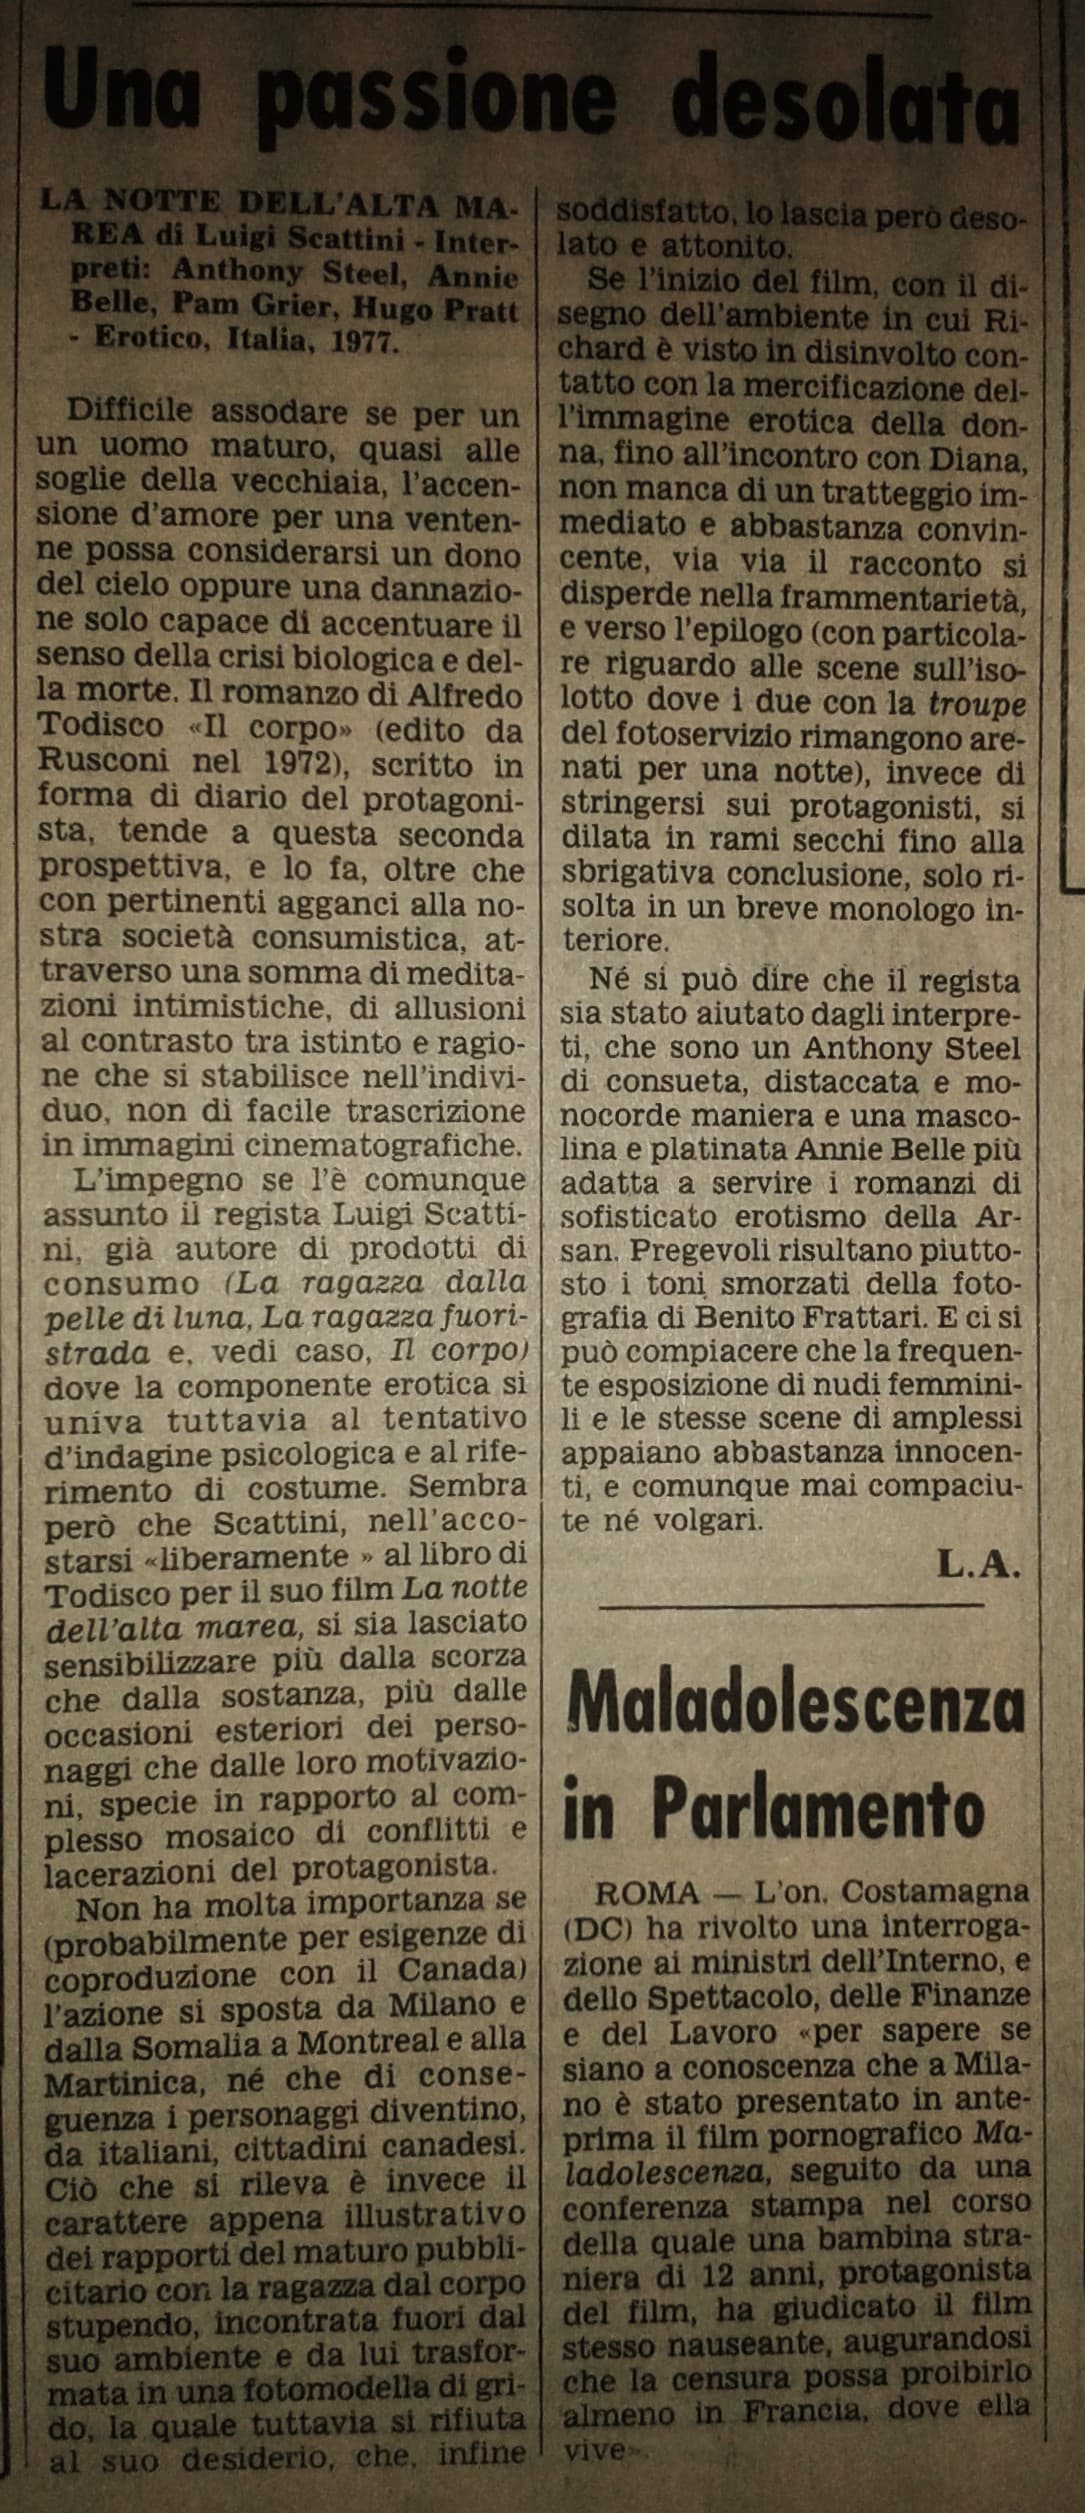 Una passione desolata
LA NOTTE DELL'ALTA MA-
REA di Luigi Scattini - Inter-
preti: Anthony Steel, Annie
Belle, Pam Grier, Hugo Pratt
- Erotico, Italia, 1977.
Difficile assodare se per un
un uomo maturo, quasi alle
soglie della vecchiaia, l'accen-
sione d'amore per una venten-
ne possa considerarsi un dono
del cielo oppure una dannazio-
ne solo capace di accentuare il
senso della crisi biologica e del-
la morte. Il romanzo di Alfredo
Todisco «Il corpo» (edito da
Rusconi nel 1972), scritto in
forma di diario del protagoni-
sta, tende a questa seconda
prospettiva, e lo fa, oltre che
con pertinenti agganci alla no-
stra società consumistica, at-
traverso una somma di medita-
zioni intimistiche, di allusioni
al contrasto tra istinto e ragio-
ne che si stabilisce nell'indivi-
duo, non di facile trascrizione
in immagini cinematografiche.
L'impegno se l'è comunque
assunto il regista Luigi Scatti-
ni, già autore di prodotti di
consumo (La ragazza dalla
pelle di luna, La ragazza fuori-
strada e, vedi caso, Il corpo)
dove la componente erotica si
univa tuttavia al tentativo
d'indagine psicologica e al rife-
rimento di costume. Sembra
però che Scattini, nell'acco-
starsi «liberamente » al libro di
Todisco per il suo film La notte
dell'alta marea, si sia lasciato
sensibilizzare più dalla scorza
che dalla sostanza, più dalle
occasioni esteriori dei perso-
naggi che dalle loro motivazio-
ni, specie in rapporto al com-
plesso mosaico di conflitti e
lacerazioni del protagonista.
Non ha molta importanza se
(probabilmente per esigenze di
coproduzione con il Canada)
l'azione si sposta da Milano e
dalla Somalia a Montreal e alla
Martinica, né che di conse-
guenza i personaggi diventino,
da italiani, cittadini canadesi.
Ciò che si rileva è invece il
carattere appena illustrativo
dei rapporti del maturo pubbli-
citario con la ragazza dal corpo
stupendo, incontrata fuori dal
suo ambiente e da lui trasfor-
mata in una fotomodella di gri-
do, la quale tuttavia si rifiuta
al suo desiderio, che, infine
soddisfatto, lo lascia però deso-
lato e attonito.
Se l'inizio del film, con il di-
segno dell'ambiente in cui Ri-
chard è visto in disinvolto con-
tatto con la mercificazione del-
l'immagine erotica della don-
na, fino all'incontro con Diana,
non manca di un tratteggio im-
mediato e abbastanza convin-
cente, via via il racconto si
disperde nella frammentarietà,
e verso l'epilogo (con particola-
re riguardo alle scene sull'iso-
lotto dove i due con la troupe
del fotoservizio rimangono are-
nati per una notte), invece di
stringersi sui protagonisti, si
dilata in rami secchi fino alla
sbrigativa conclusione, solo ri-
solta in un breve monologo in-
teriore.
Né si può dire che il regista
sia stato aiutato dagli interpre-
ti, che sono un Anthony Steel
di consueta, distaccata e mo-
nocorde maniera e una masco-
lina e platinata Annie Belle più
adatta a servire i romanzi di
sofisticato erotismo della Ar-
san. Pregevoli risultano piutto-
sto i toni smorzati della foto-
grafia di Benito Frattari. E ci si
può compiacere che la frequen-
te esposizione di nudi femmini-
li e le stesse scene di amplessi
appaiano abbastanza innocen-
ti, e comunque mai compaciu-
te né volgari.
L.A.
Maladolescenza
in Parlamento
ROMA — L'on. Costamagna
(DC) ha rivolto una interroga-
zione ai ministri dell'Interno, e
dello Spettacolo, delle Finanze
e del Lavoro «per sapere se
siano a conoscenza che a Mila-
no è stato presentato in ante-
prima il film pornografico Ma-
ladolescenza, seguito da una
conferenza stampa nel corso
della quale una bambina stra-
niera di 12 anni, protagonista
del film, ha giudicato il film
stesso nauseante, augurandosi
che la censura possa proibirlo
almeno in Francia, dove ella
vive».